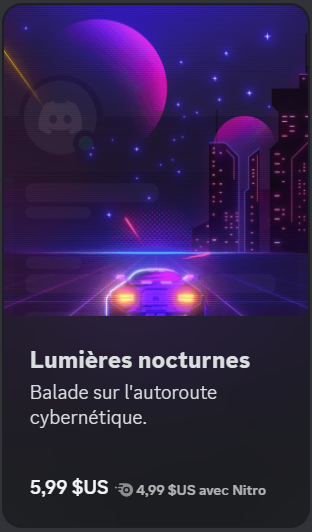 Lumières nocturnes
Balade sur l'autoroute
cybernétique.
5,99 $US 4,99 $US avec Nitro